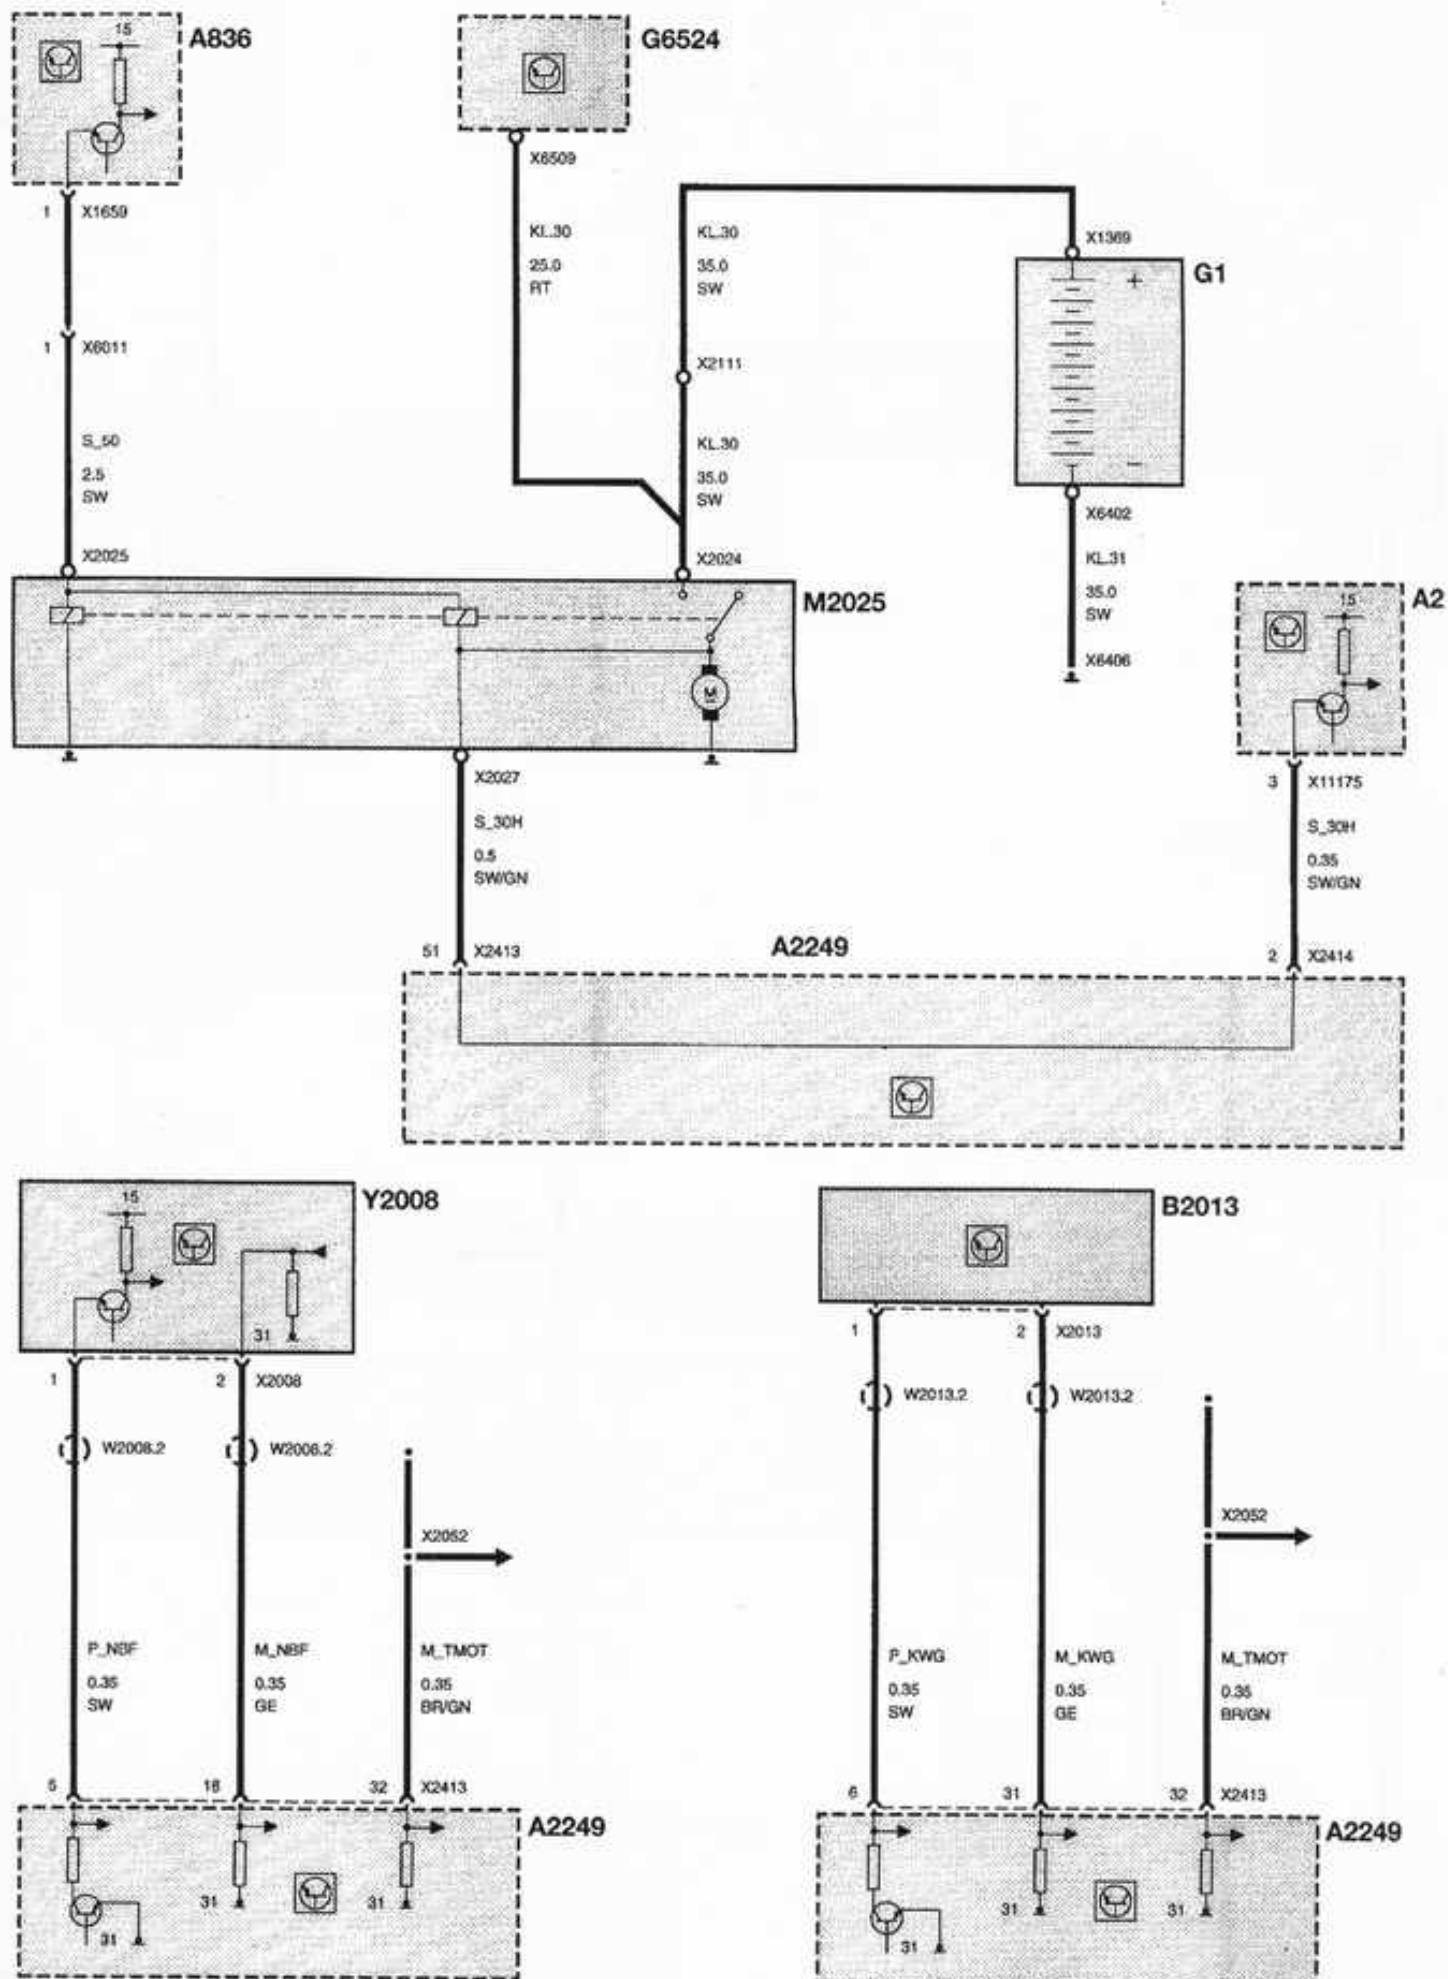 15
A836
G6524
X6509
1 X1659
KL.30
25.0
RT
KL.30
35.0
SW
X1369
G1
+
−
1 X6011
X2111
S_50
2.5
SW
KL.30
35.0
SW
X6402
KL.31
35.0
SW
X6406
X2025
X2024
M2025
M
15
A2
X2027
S_30H
0.5
SW/GN
3 X11175
S_30H
0.35
SW/GN
51 X2413
A2249
2 X2414
15
Y2008
31
B2013
1
2 X2008
1
2 X2013
W2008.2
W2008.2
W2013.2
W2013.2
X2052
X2052
P_NBF
0.35
SW
M_NBF
0.35
GE
M_TMOT
0.35
BR/GN
P_KWG
0.35
SW
M_KWG
0.35
GE
M_TMOT
0.35
BR/GN
5
18
32 X2413
6
31
32 X2413
A2249
31
31
31
A2249
31
31
31